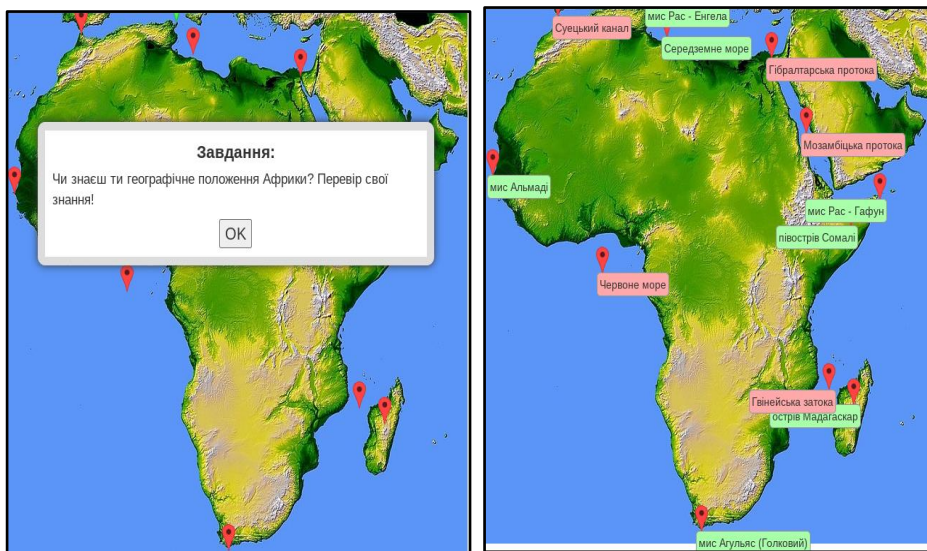 Завдання:
Чи знаєш ти географічне положення Африки? Перевір свої
знання!
OK
мис Рас - Енгела
Суецький канал
Середземне море
Гібралтарська протока
Мозамбіцька протока
мис Альмаді
мис Рас - Гафун
півострів Сомалі
Червоне море
Гвінейська затока
острів Мадагаскар
мис Агульяс (Голковий)